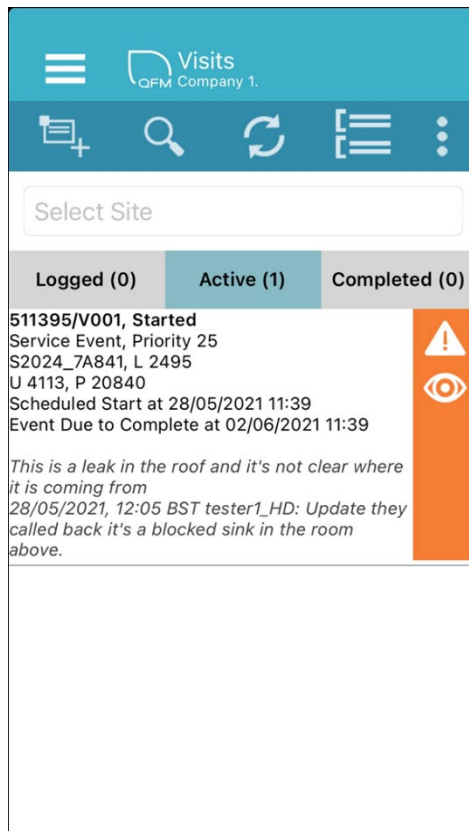 Visits
QFM Company 1.
Select Site
Logged (0) Active (1) Completed (0)
511395/V001, Started
Service Event, Priority 25
S2024_7A841, L 2495
U 4113, P 20840
Scheduled Start at 28/05/2021 11:39
Event Due to Complete at 02/06/2021 11:39
This is a leak in the roof and it's not clear where
it is coming from
28/05/2021, 12:05 BST tester1_HD: Update they
called back it's a blocked sink in the room
above.